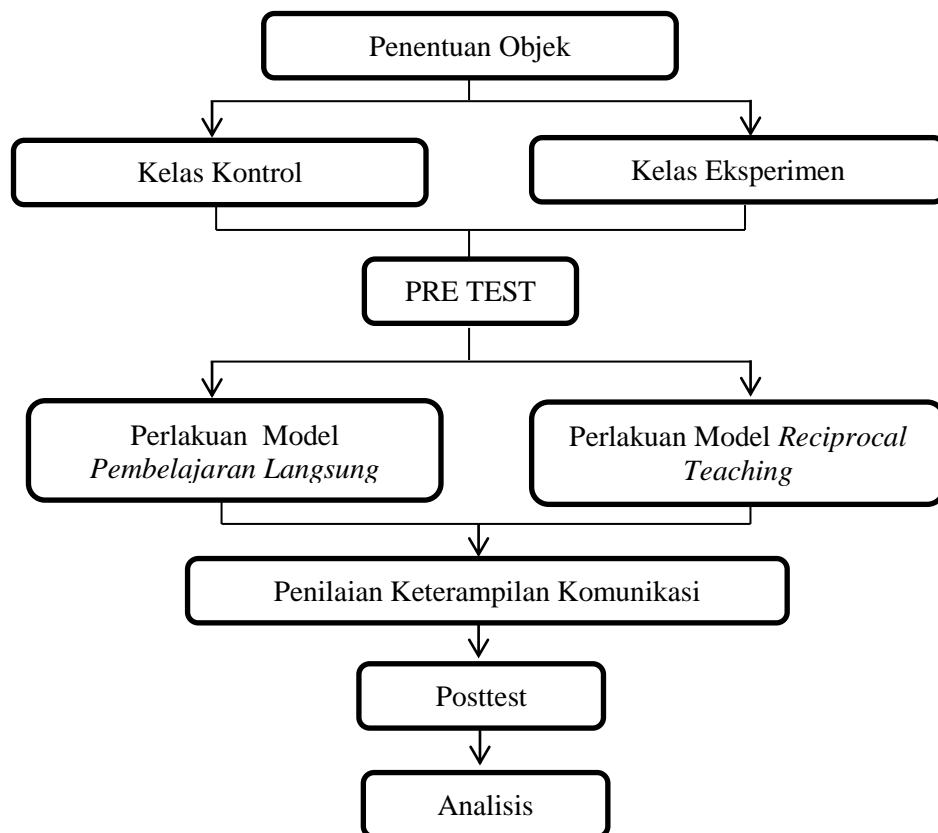 Penentuan Objek
Kelas Kontrol
Kelas Eksperimen
PRE TEST
Perlakuan Model
Pembelajaran Langsung
Perlakuan Model Reciprocal
Teaching
Penilaian Keterampilan Komunikasi
Posttest
Analisis